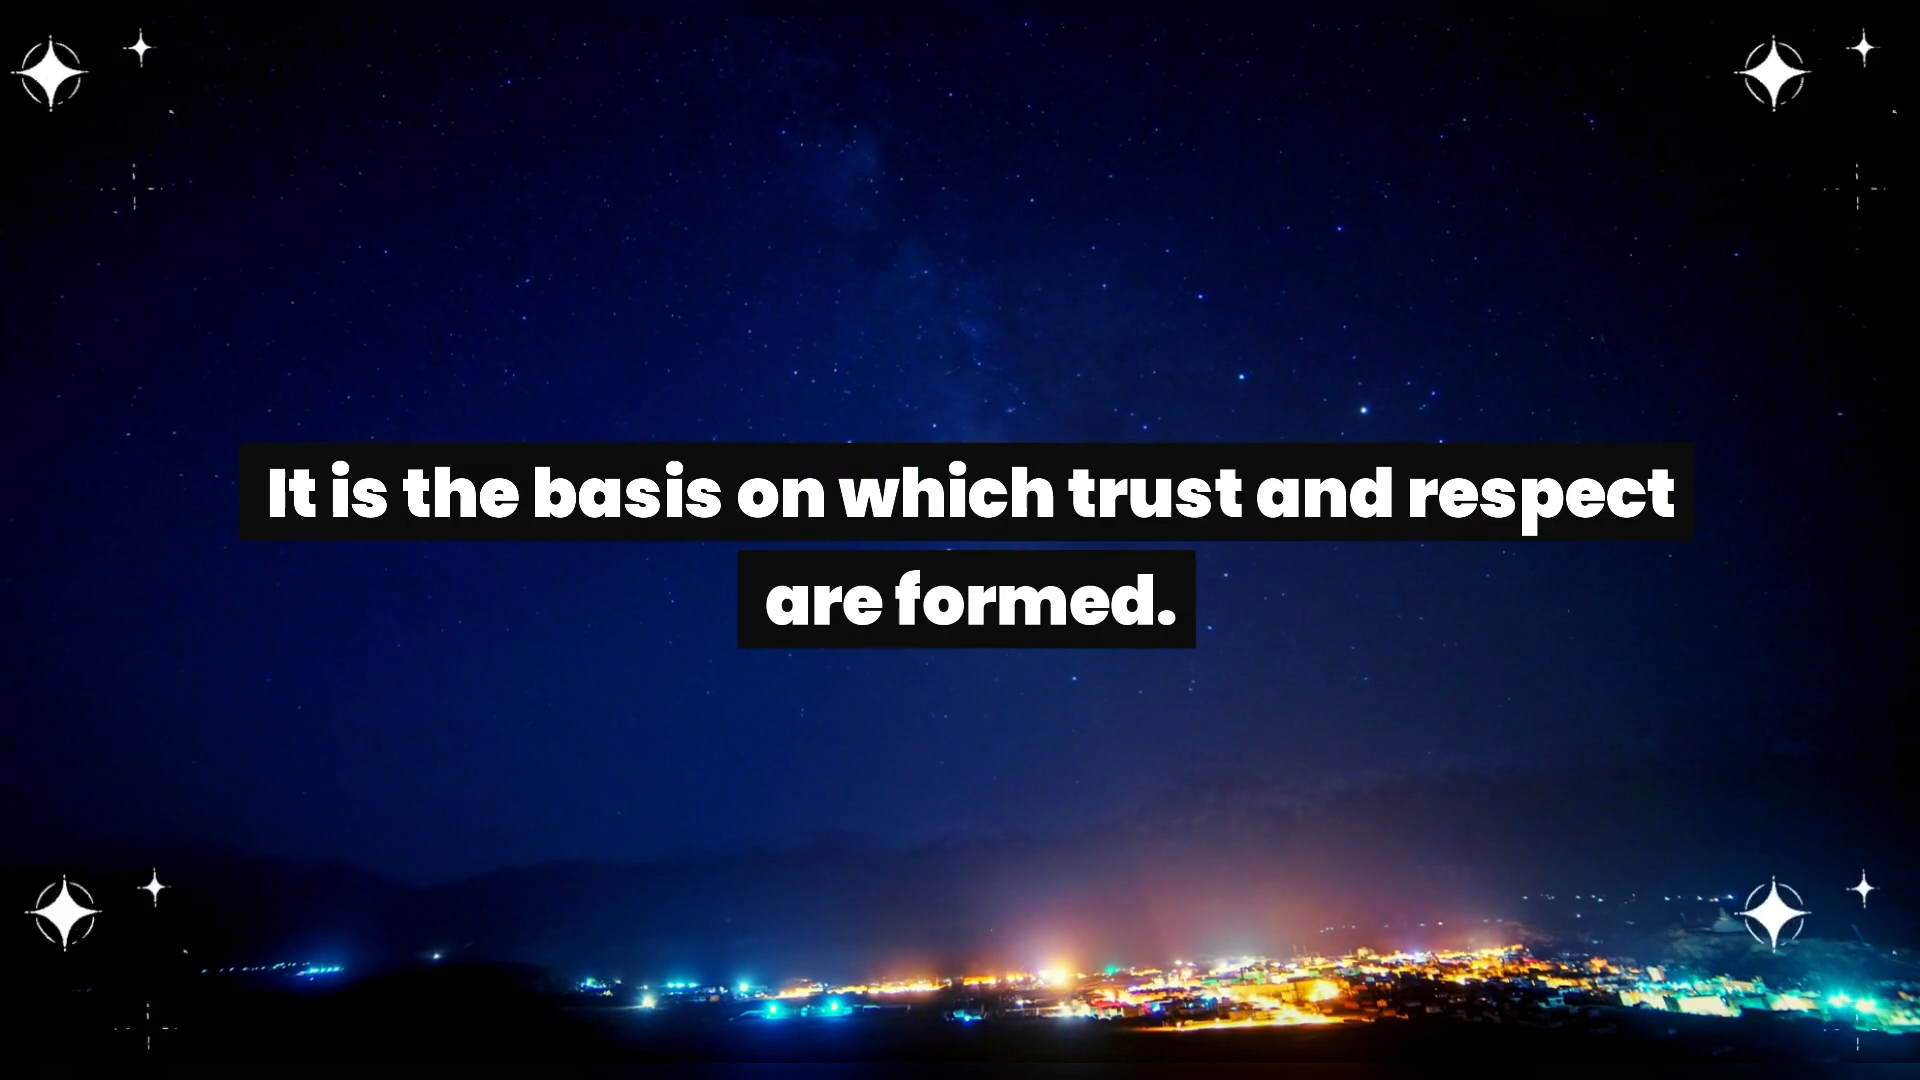 It is the basis on which trust and respect
are formed.